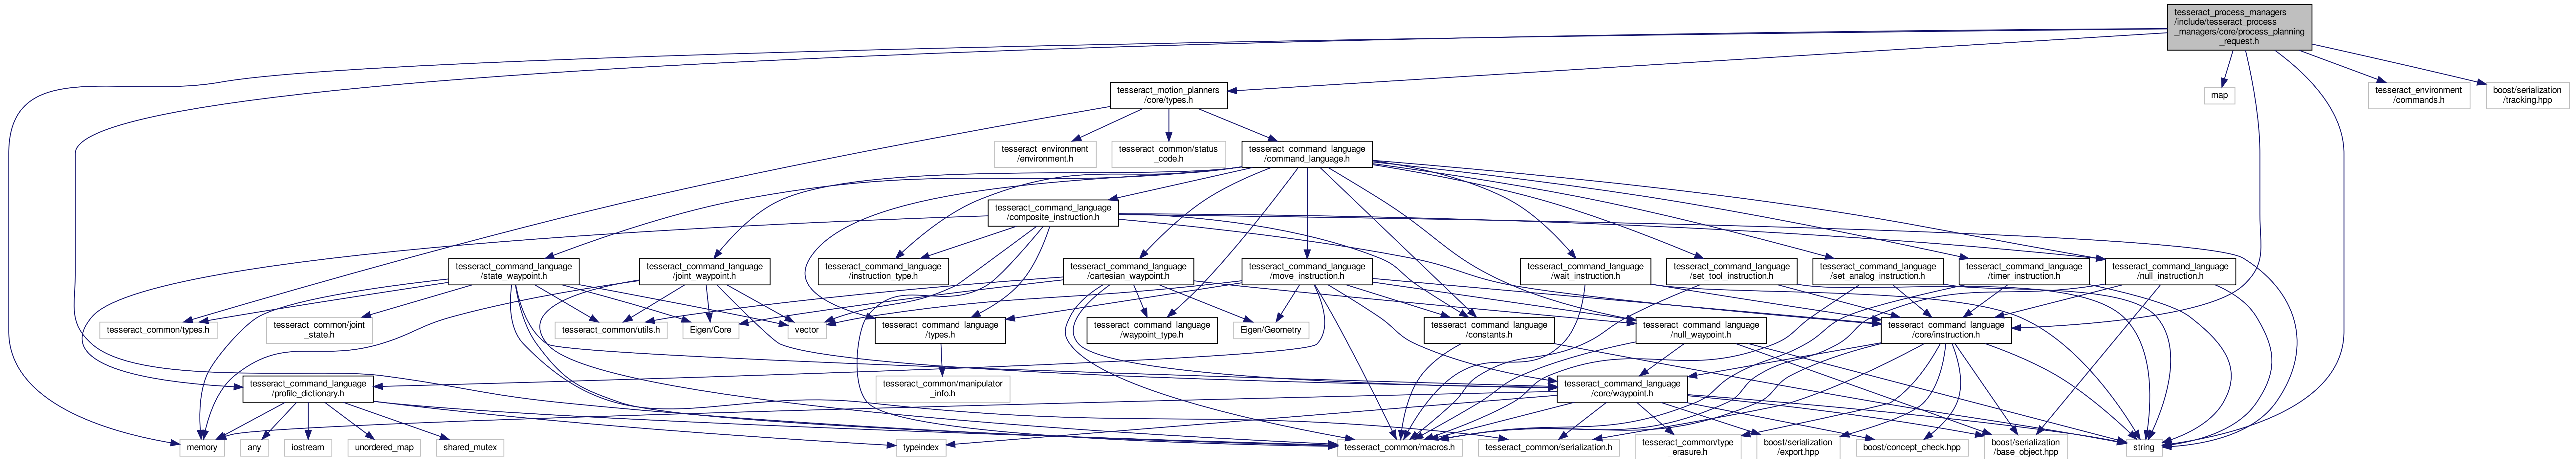 tesseract_process_managers
/include/tesseract_process
_managers/core/process_planning
_request.h
tesseract_motion_planners
/core/types.h
map
tesseract_environment
/commands.h
boost/serialization
/tracking.hpp
tesseract_environment
/environment.h
tesseract_common/status
_code.h
tesseract_command_language
/command_language.h
tesseract_command_language
/composite_instruction.h
tesseract_command_language
/state_waypoint.h
tesseract_command_language
/joint_waypoint.h
tesseract_command_language
/instruction_type.h
tesseract_command_language
/cartesian_waypoint.h
tesseract_command_language
/move_instruction.h
tesseract_command_language
/wait_instruction.h
tesseract_command_language
/set_tool_instruction.h
tesseract_command_language
/set_analog_instruction.h
tesseract_command_language
/timer_instruction.h
tesseract_command_language
/null_instruction.h
tesseract_common/types.h
tesseract_common/joint
_state.h
tesseract_common/utils.h
Eigen/Core
vector
tesseract_command_language
/types.h
tesseract_command_language
/waypoint_type.h
Eigen/Geometry
tesseract_command_language
/constants.h
tesseract_command_language
/null_waypoint.h
tesseract_command_language
/core/instruction.h
tesseract_command_language
/profile_dictionary.h
tesseract_common/manipulator
_info.h
tesseract_command_language
/core/waypoint.h
memory
any
iostream
unordered_map
shared_mutex
typeindex
tesseract_common/macros.h
tesseract_common/serialization.h
tesseract_common/type
_erasure.h
boost/serialization
/export.hpp
boost/concept_check.hpp
boost/serialization
/base_object.hpp
string